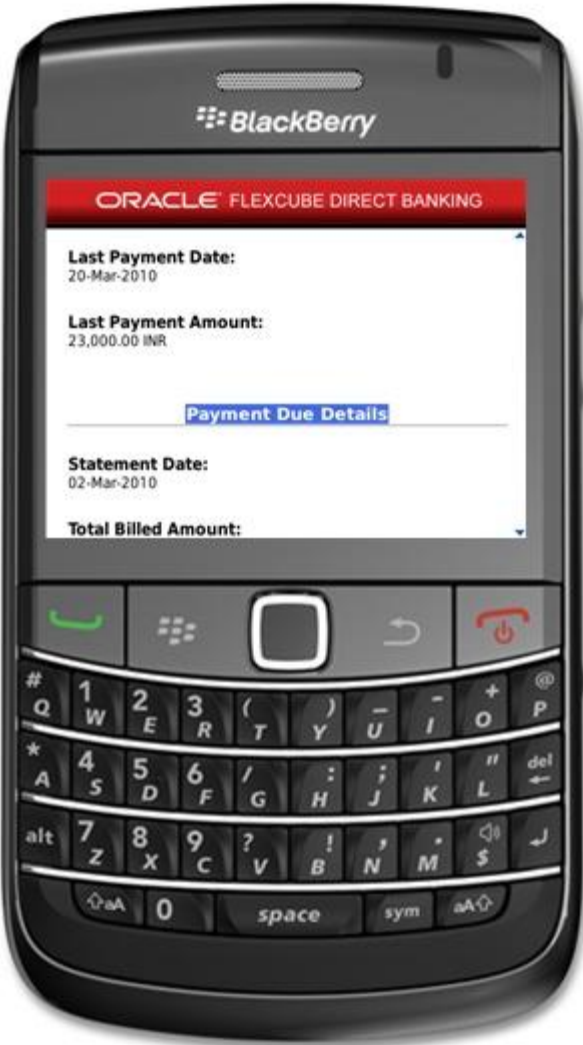 BlackBerry
ORACLE FLEXCUBE DIRECT BANKING
Last Payment Date:
20-Mar-2010
Last Payment Amount:
23,000.00 INR
Payment Due Details
Statement Date:
02-Mar-2010
Total Billed Amount:
# 1 2 3 ( ) _ - + @
Q W E R T Y U I O P
* 4 5 6 / : ; ' " del
A S D F G H J K L
alt 7 8 9 ? ! , . $
Z X C V B N M
aA 0 space sym aA